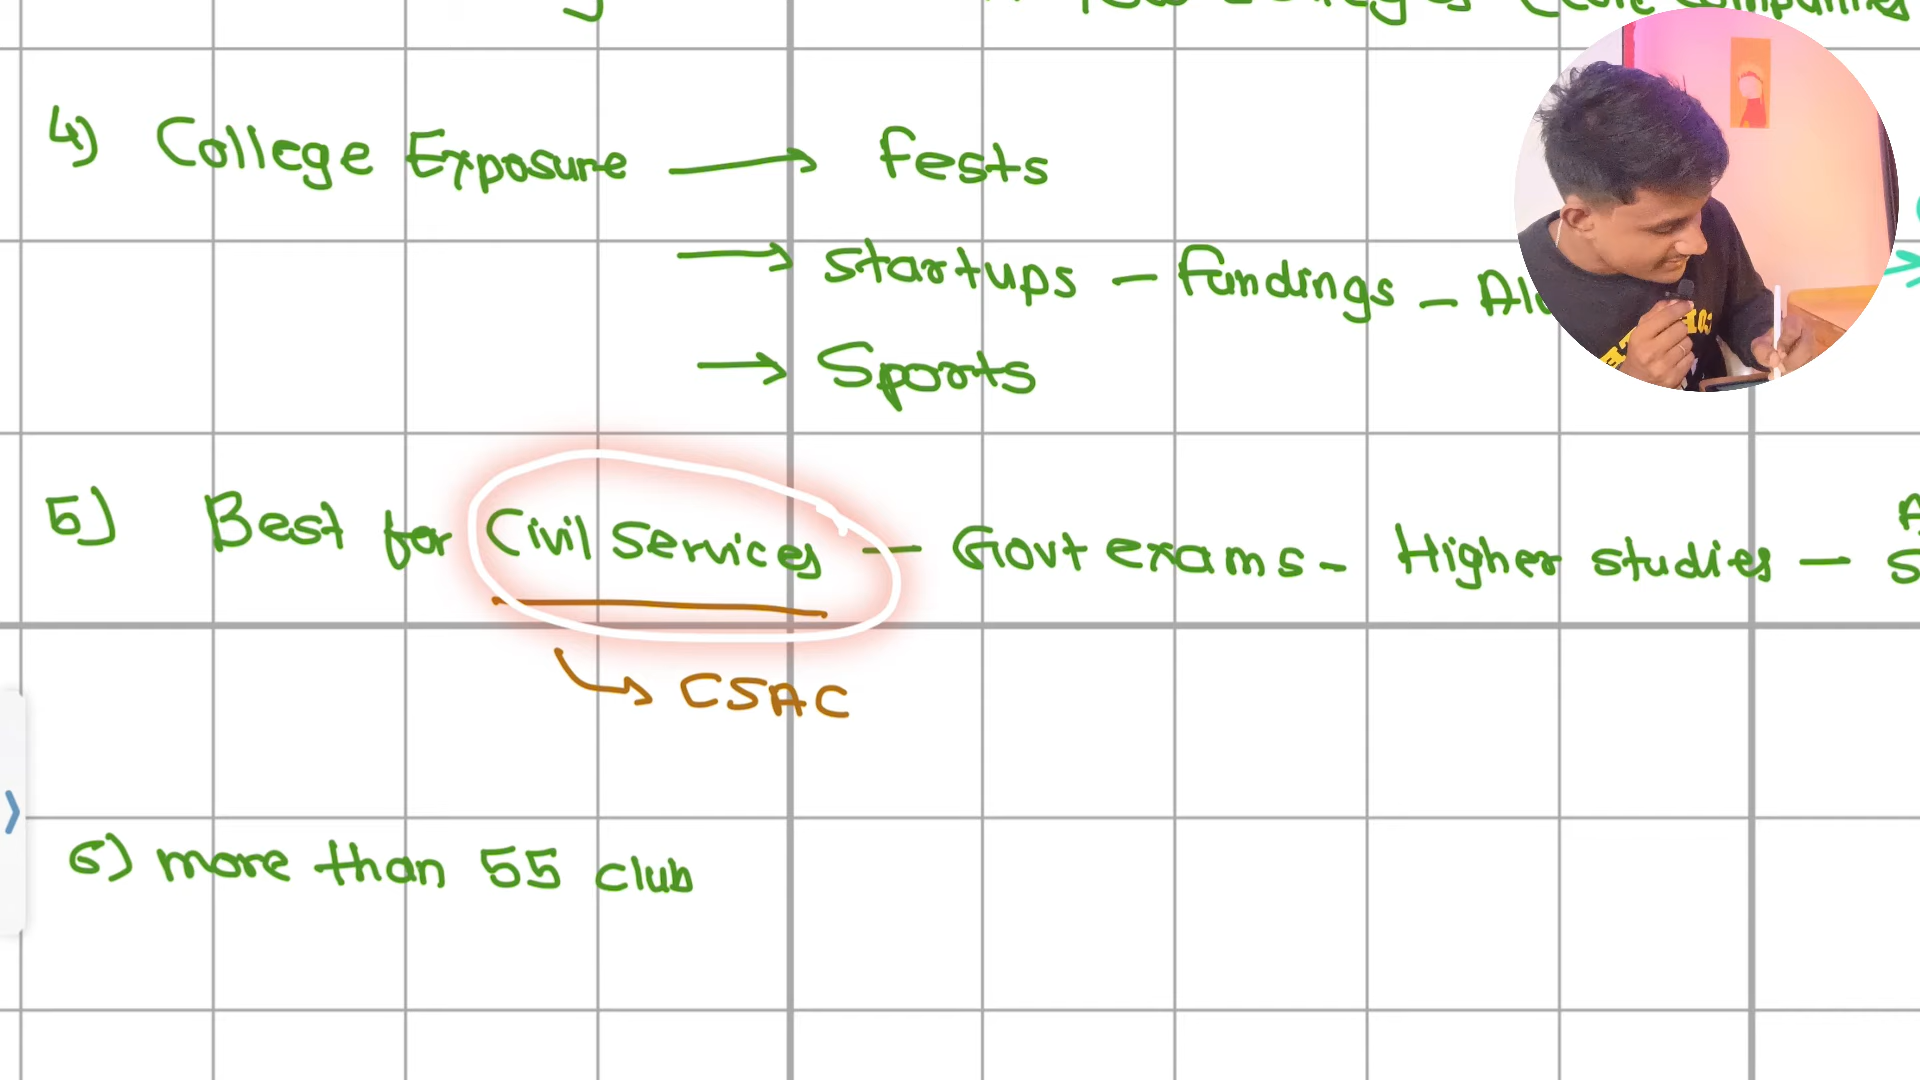 colleges
4) College Exposure → Fests
→ Startups – Fundings –
→ Sports
5) Best for Civil Services – Govt exams - Higher studies –
→ CSAC
6) more than 55 club